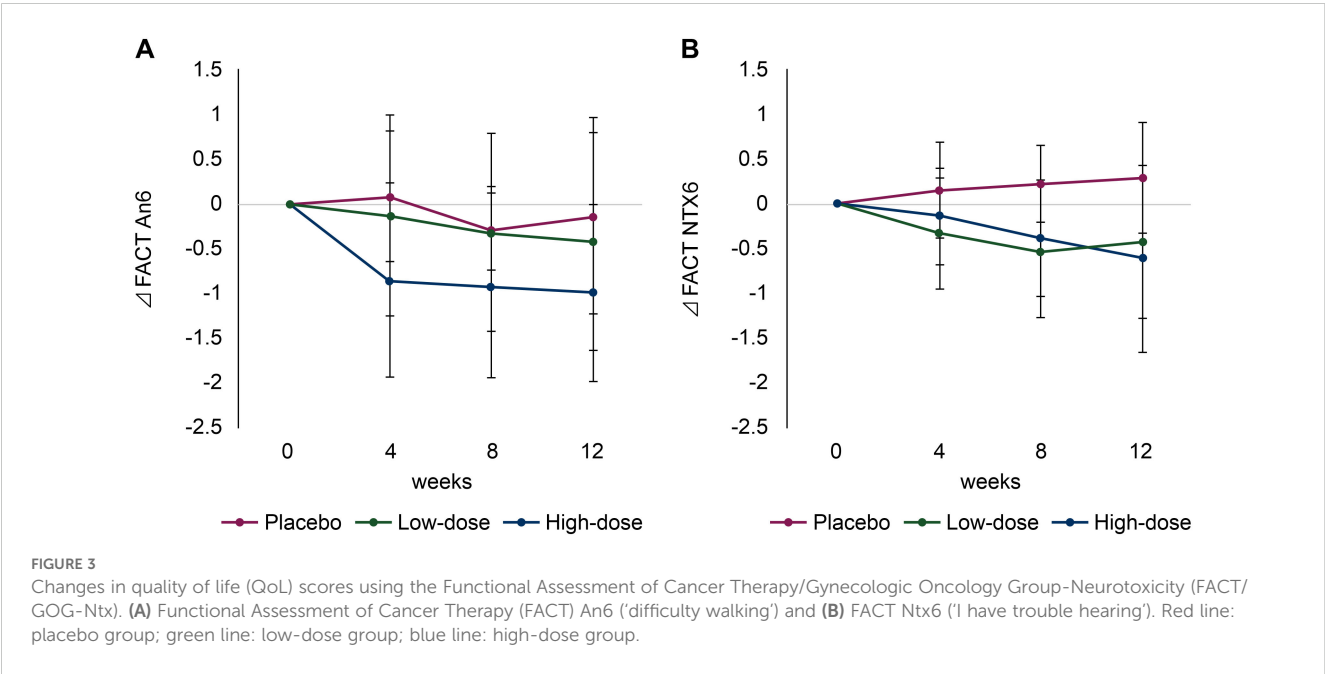 A
1.5
1
0.5
0
-0.5
-1
-1.5
-2
-2.5
⊿ FACT An6
0 4 8 12
weeks
Placebo Low-dose High-dose
B
1.5
1
0.5
0
-0.5
-1
-1.5
-2
-2.5
⊿ FACT NTX6
0 4 8 12
weeks
Placebo Low-dose High-dose
FIGURE 3
Changes in quality of life (QoL) scores using the Functional Assessment of Cancer Therapy/Gynecologic Oncology Group-Neurotoxicity (FACT/
GOG-Ntx). (A) Functional Assessment of Cancer Therapy (FACT) An6 (‘difficulty walking’) and (B) FACT Ntx6 (‘I have trouble hearing’). Red line:
placebo group; green line: low-dose group; blue line: high-dose group.